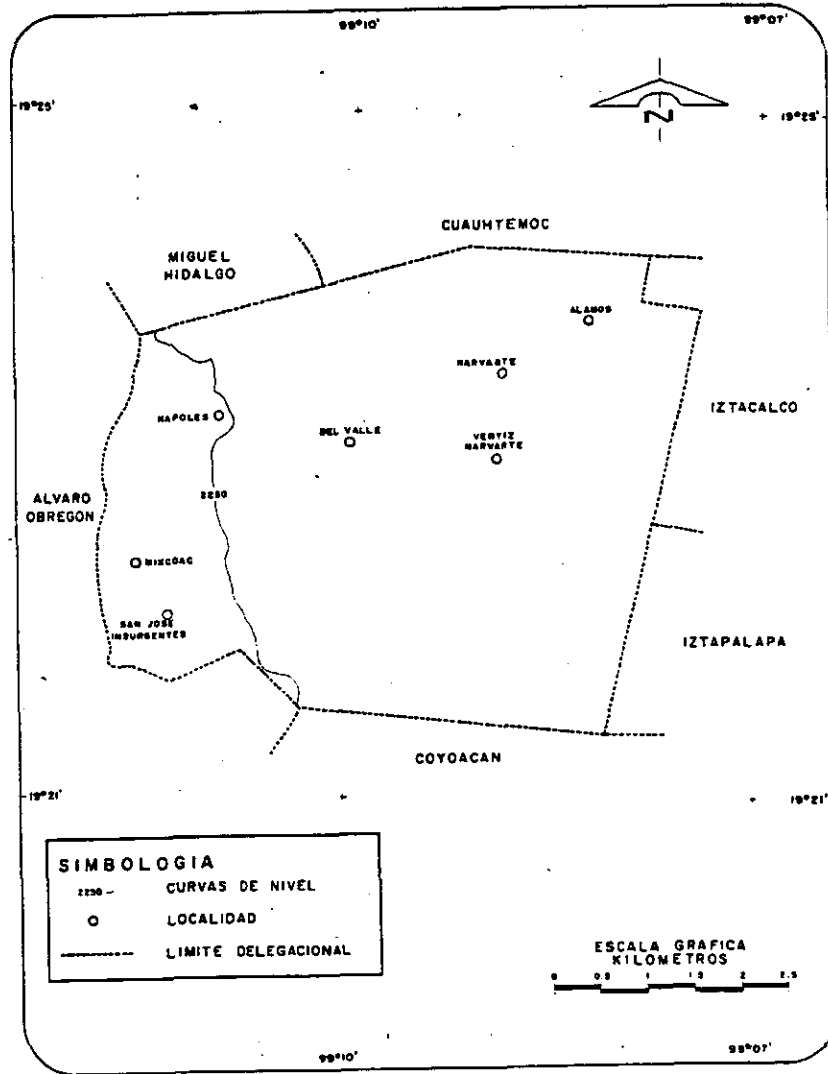 99°10'
99°07'
19°25'
19°25'
N
CUAUHTEMOC
MIGUEL
HIDALGO
ALAMOS
NARVARTE
NAPOLES
IZTACALCO
DEL VALLE
VERTIZ
NARVARTE
2250
ALVARO
OBREGON
MIXCOAC
SAN JOSE
INSURGENTES
IZTAPALAPA
COYOACAN
19°21'
19°21'
SIMBOLOGIA
2250 CURVAS DE NIVEL
LOCALIDAD
LIMITE DELEGACIONAL
ESCALA GRAFICA
KILOMETROS
0 0.5 1 1.5 2 2.5
99°10'
99°07'